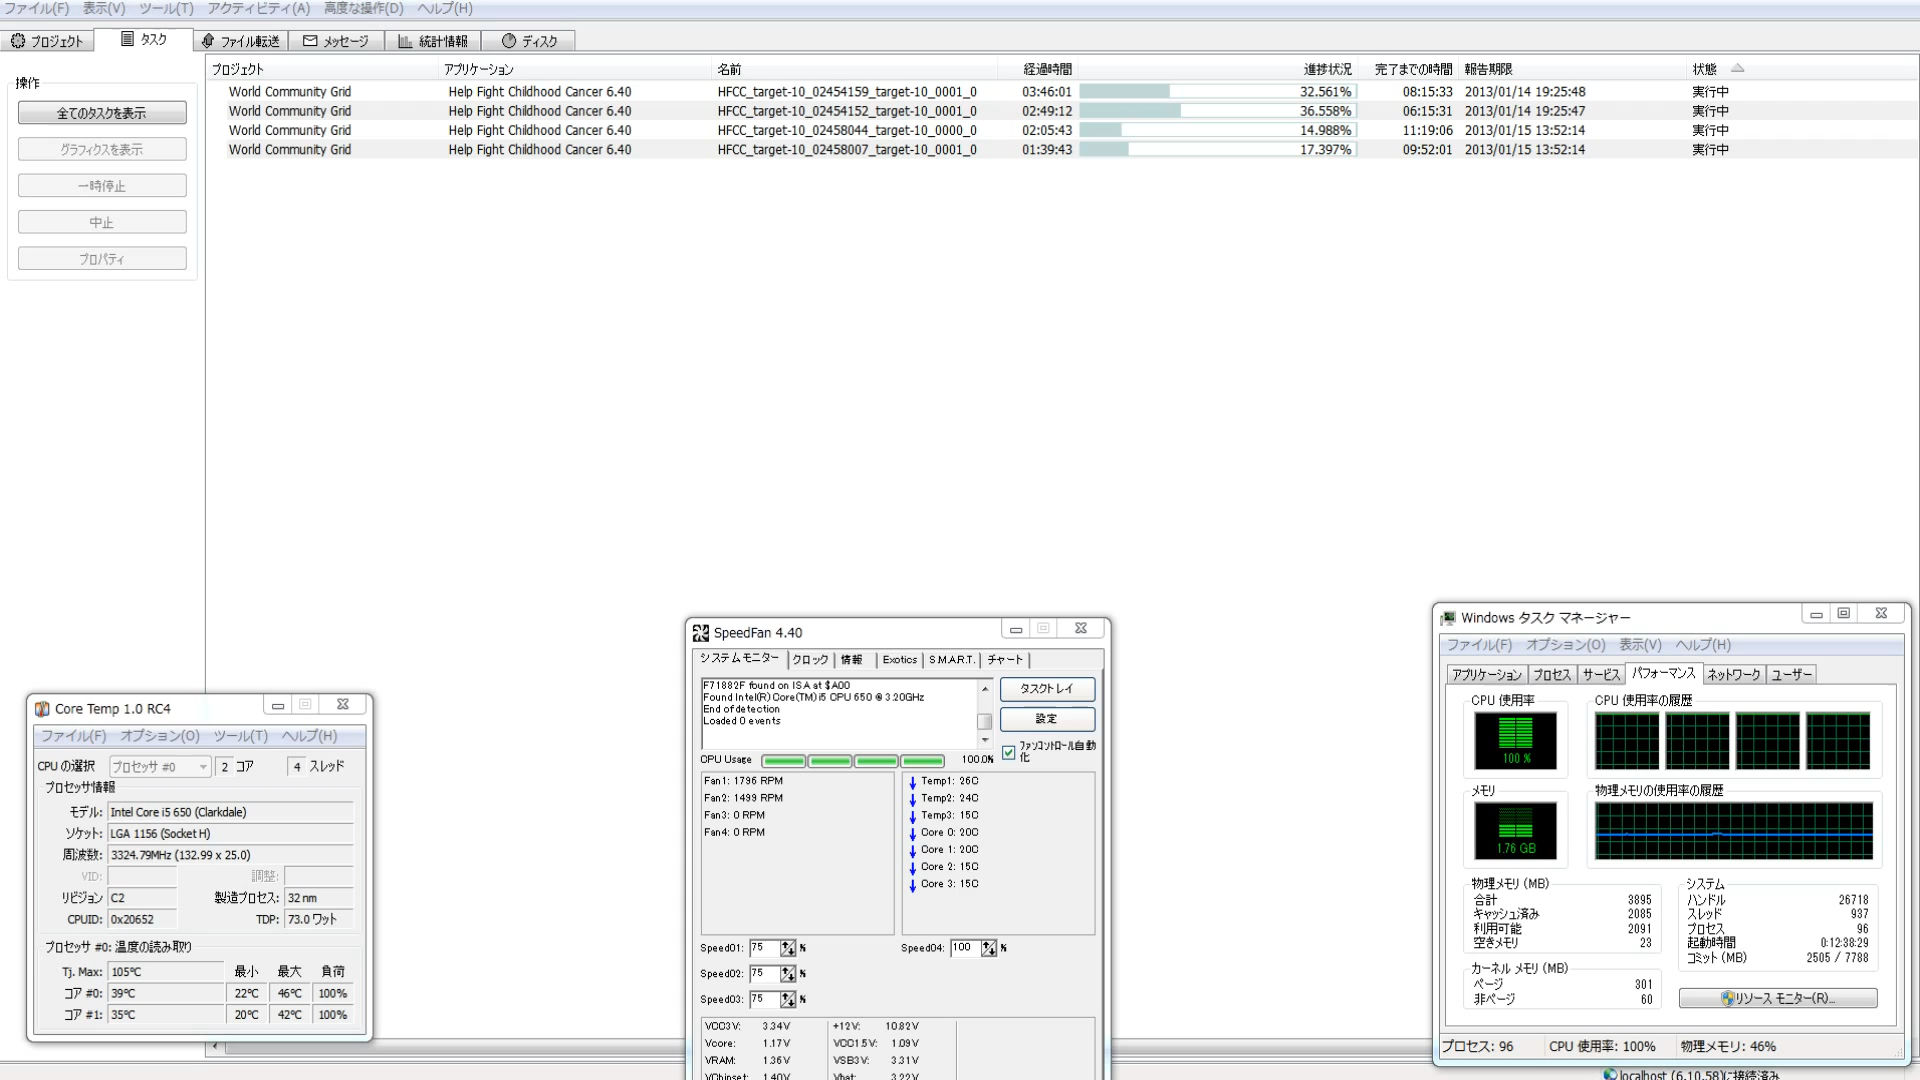 ファイル(F) 表示(V) ツール(T) アクティビティ(A) 高度な操作(D) ヘルプ(H)
プロジェクト タスク ファイル転送 メッセージ 統計情報 ディスク
操作
全てのタスクを表示
グラフィクスを表示
一時停止
中止
プロパティ
プロジェクト アプリケーション 名前 経過時間 進捗状況 完了までの時間 報告期限 状態
World Community Grid Help Fight Childhood Cancer 6.40 HFCC_target-10_02454159_target-10_0001_0 03:46:01 32.561% 08:15:33 2013/01/14 19:25:48 実行中
World Community Grid Help Fight Childhood Cancer 6.40 HFCC_target-10_02454152_target-10_0001_0 02:49:12 36.558% 06:15:31 2013/01/14 19:25:47 実行中
World Community Grid Help Fight Childhood Cancer 6.40 HFCC_target-10_02458044_target-10_0000_0 02:05:43 14.988% 11:19:06 2013/01/15 13:52:14 実行中
World Community Grid Help Fight Childhood Cancer 6.40 HFCC_target-10_02458007_target-10_0001_0 01:39:43 17.397% 09:52:01 2013/01/15 13:52:14 実行中
Core Temp 1.0 RC4
ファイル(F) オプション(O) ツール(T) ヘルプ(H)
CPU の選択 プロセッサ #0 2 コア 4 スレッド
プロセッサ情報
モデル: Intel Core i5 650 (Clarkdale)
ソケット: LGA 1156 (Socket H)
周波数: 3324.79MHz (132.99 x 25.0)
VID: 調整:
リビジョン C2 製造プロセス: 32 nm
CPUID: 0x20652 TDP: 73.0 ワット
プロセッサ #0: 温度の読み取り
Tj. Max: 105℃ 最小 最大 負荷
コア #0: 39℃ 22℃ 46℃ 100%
コア #1: 35℃ 20℃ 42℃ 100%
SpeedFan 4.40
システムモニター クロック 情報 Exotics S.M.A.R.T. チャート
F71882F found on ISA at $A00
Found Intel(R) Core(TM) i5 CPU 650 @ 3.20GHz
End of detection
Loaded 0 events
タスクトレイ
設定
ファンコントロール自動化
CPU Usage 100.0%
Fan1: 1796 RPM
Fan2: 1499 RPM
Fan3: 0 RPM
Fan4: 0 RPM
Temp1: 26C
Temp2: 24C
Temp3: 15C
Core 0: 20C
Core 1: 20C
Core 2: 15C
Core 3: 15C
Speed01: 75 % Speed04: 100 %
Speed02: 75 %
Speed03: 75 %
VCC3V: 3.34V +12V: 10.82V
Vcore: 1.17V VCC1.5V: 1.09V
VRAM: 1.36V VSB3V: 3.31V
VChipset: 1.40V Vbat: 3.22V
Windows タスク マネージャー
ファイル(F) オプション(O) 表示(V) ヘルプ(H)
アプリケーション プロセス サービス パフォーマンス ネットワーク ユーザー
CPU 使用率 CPU 使用率の履歴
100 %
メモリ 物理メモリの使用率の履歴
1.76 GB
物理メモリ (MB)
合計 3895
キャッシュ済み 2085
利用可能 2091
空きメモリ 23
カーネル メモリ (MB)
ページ 301
非ページ 60
システム
ハンドル 26718
スレッド 937
プロセス 96
起動時間 0:12:38:29
コミット (MB) 2505 / 7788
リソース モニター(R)...
プロセス: 96 CPU 使用率: 100% 物理メモリ: 46%
localhost (6.10.58)に接続済み